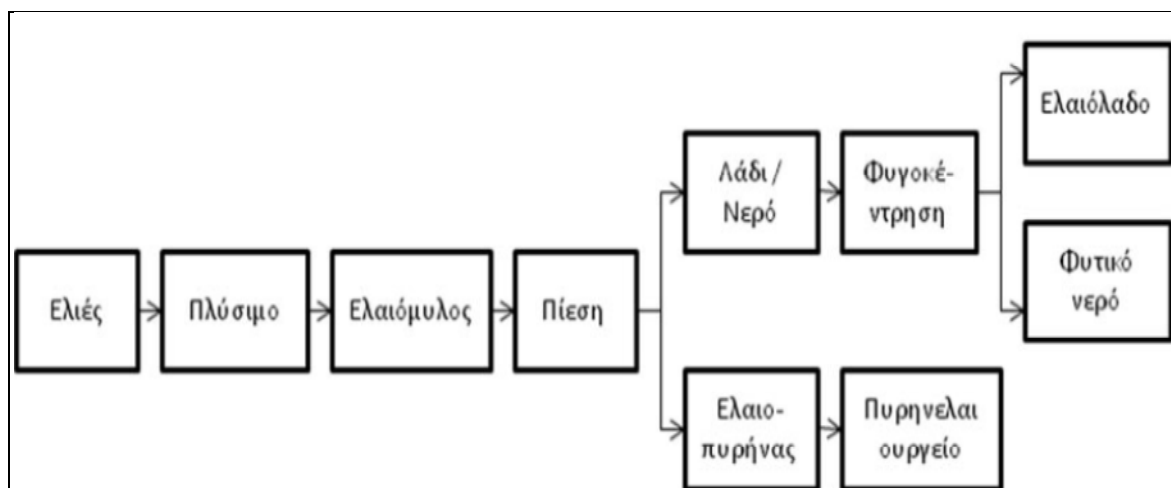 Ελιές
Πλύσιμο
Ελαιόμυλος
Πίεση
Λάδι /
Νερό
Φυγοκέ-
ντρηση
Ελαιόλαδο
Φυτικό
νερό
Ελαιο-
πυρήνας
Πυρηνελαι
ουργείο